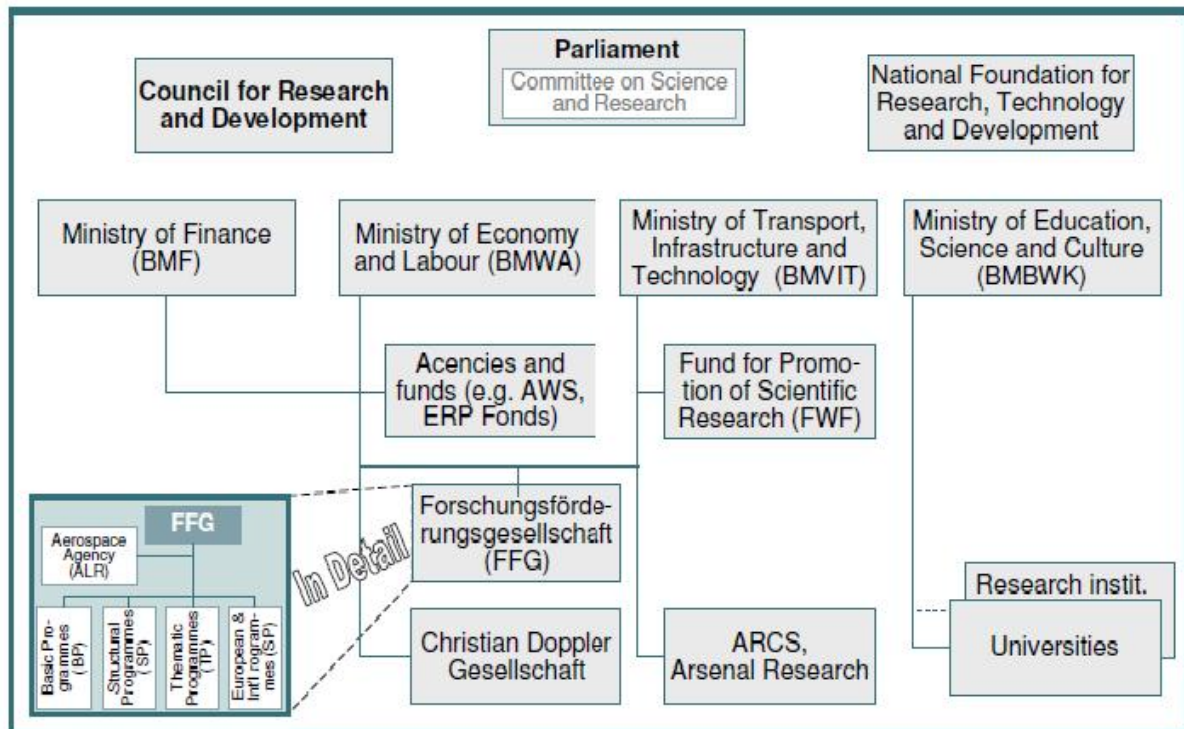 Council for Research
and Development
Parliament
Committee on Science
and Research
National Foundation for
Research, Technology
and Development
Ministry of Finance
(BMF)
Ministry of Economy
and Labour (BMWA)
Ministry of Transport,
Infrastructure and
Technology (BMVIT)
Ministry of Education,
Science and Culture
(BMBWK)
Acencies and
funds (e.g. AWS,
ERP Fonds)
Fund for Promo-
tion of Scientific
Research (FWF)
FFG
Aerospace
Agency
(ALR)
Basic Pro-
grammes
(BP)
Structural
Programmes
(SP)
Thematic
Programmes
(TP)
European &
Int'l rogram-
mes (SP)
In Detail
Forschungsförde-
rungsgesellschaft
(FFG)
Christian Doppler
Gesellschaft
ARCS,
Arsenal Research
Research instit.
Universities